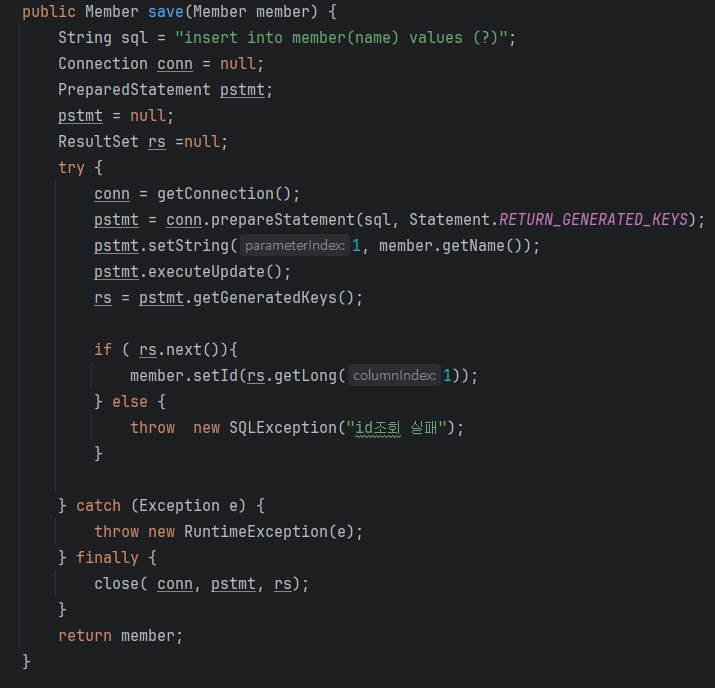 public Member save(Member member) {
    String sql = "insert into member(name) values (?)";
    Connection conn = null;
    PreparedStatement pstmt;
    pstmt = null;
    ResultSet rs =null;
    try {
        conn = getConnection();
        pstmt = conn.prepareStatement(sql, Statement.RETURN_GENERATED_KEYS);
        pstmt.setString( parameterIndex: 1, member.getName());
        pstmt.executeUpdate();
        rs = pstmt.getGeneratedKeys();
        if ( rs.next()){
            member.setId(rs.getLong( columnIndex: 1));
        } else {
            throw  new SQLException("id조회 실패");
        }
    } catch (Exception e) {
        throw new RuntimeException(e);
    } finally {
        close( conn, pstmt, rs);
    }
    return member;
}